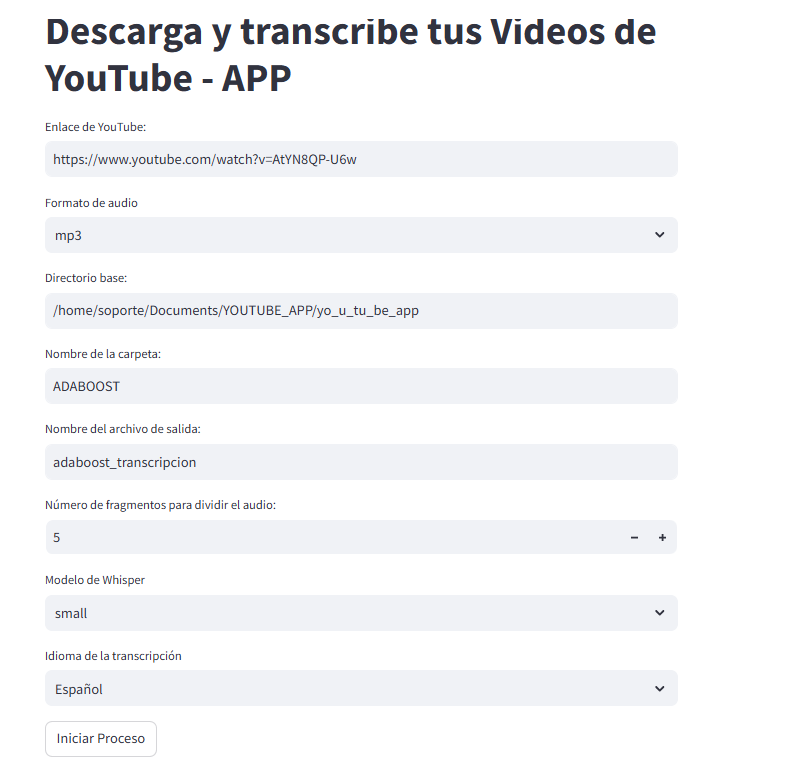 Descarga y transcribe tus Videos de
YouTube - APP
Enlace de YouTube:
https://www.youtube.com/watch?v=AtYN8QP-U6w
Formato de audio
mp3
Directorio base:
/home/soporte/Documents/YOUTUBE_APP/yo_u_tu_be_app
Nombre de la carpeta:
ADABOOST
Nombre del archivo de salida:
adaboost_transcripcion
Número de fragmentos para dividir el audio:
5
Modelo de Whisper
small
Idioma de la transcripción
Español
Iniciar Proceso